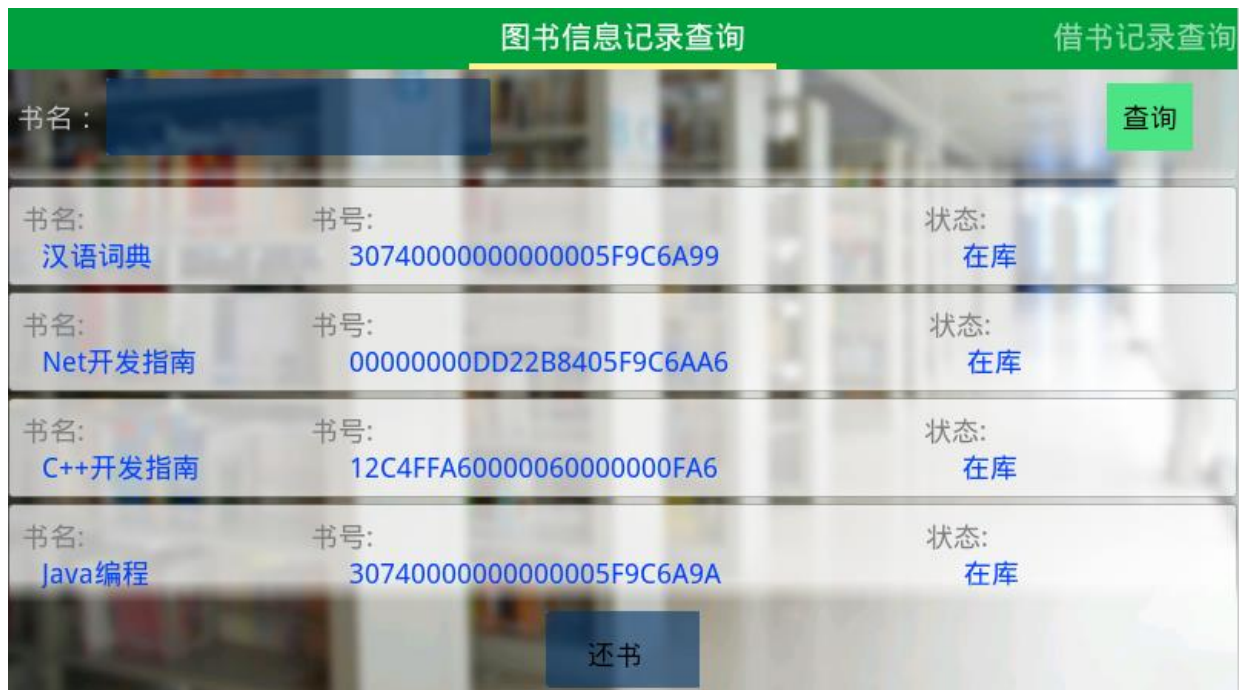 图书信息记录查询 借书记录查询
书名： 查询
书名: 书号: 状态:
汉语词典 30740000000000005F9C6A99 在库
书名: 书号: 状态:
Net开发指南 00000000DD22B8405F9C6AA6 在库
书名: 书号: 状态:
C++开发指南 12C4FFA60000060000000FA6 在库
书名: 书号: 状态:
Java编程 30740000000000005F9C6A9A 在库
还书